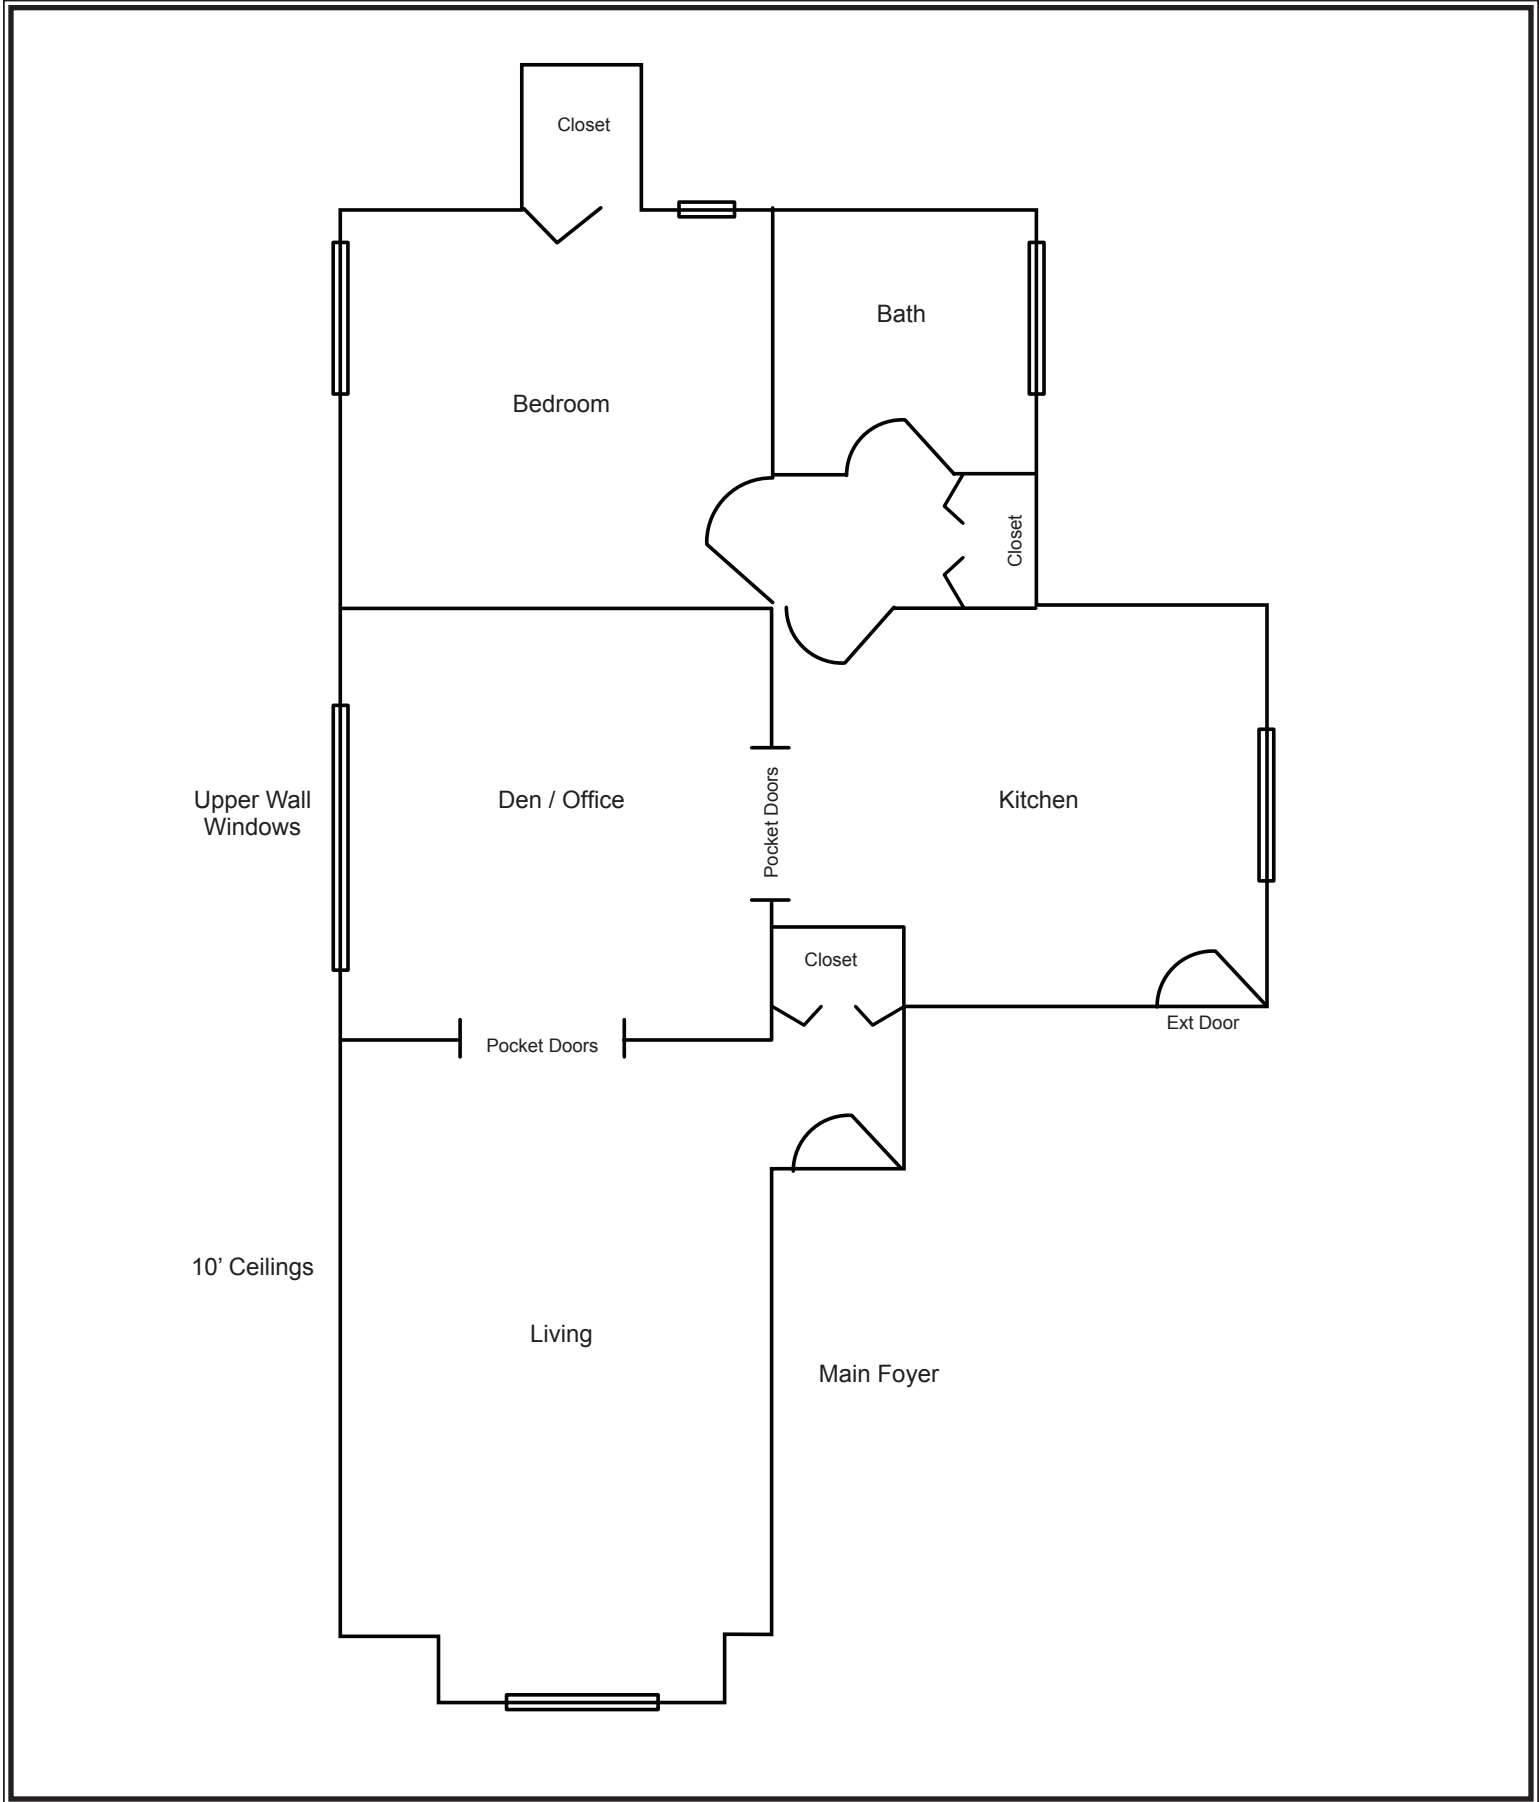 Closet
Bath
Bedroom
Closet
Upper Wall
Windows
Den / Office
Pocket Doors
Kitchen
Closet
Ext Door
Pocket Doors
10’ Ceilings
Living
Main Foyer